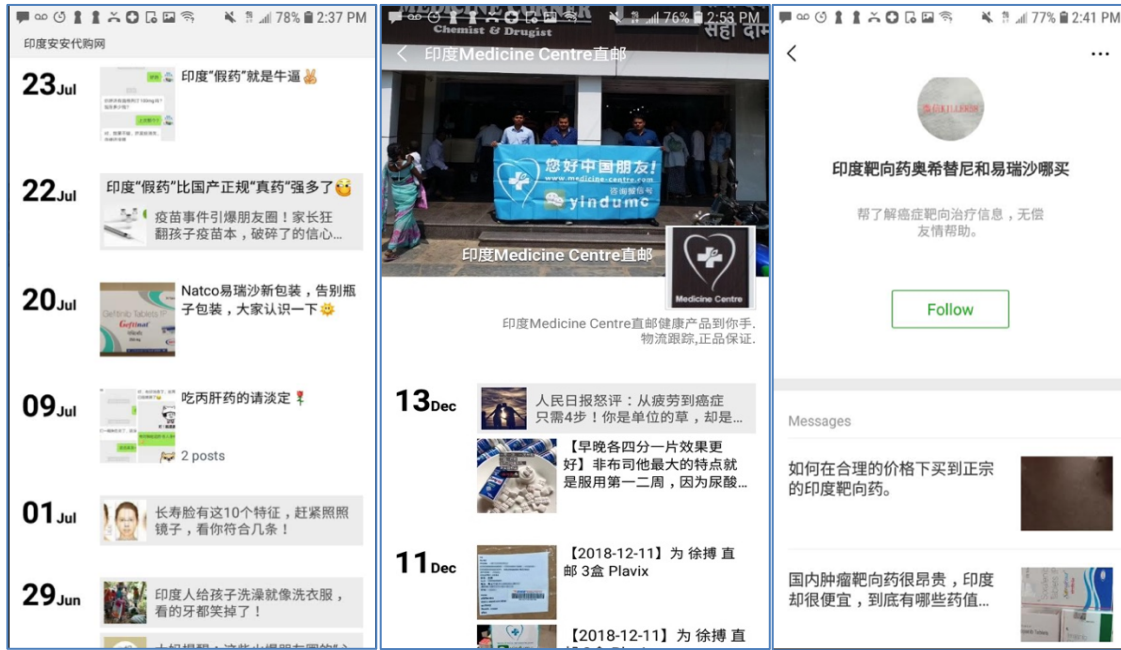 78% 2:37 PM
印度安安代购网
23Jul
印度“假药”就是牛逼
22Jul
印度“假药”比国产正规“真药”强多了
疫苗事件引爆朋友圈！家长狂
翻孩子疫苗本，破碎了的信心...
20Jul
Natco易瑞沙新包装，告别瓶
子包装，大家认识一下
Gefitinib Tablets IP
Geftinat
09Jul
吃丙肝药的请淡定
2 posts
01Jul
长寿脸有这10个特征，赶紧照照
镜子，看你符合几条！
29Jun
印度人给孩子洗澡就像洗衣服，
看的牙都笑掉了！
76% 2:53 PM
Chemist & Drugist
印度Medicine Centre直邮
您好中国朋友!
www.medicine-centre.com
咨询微信号
yindumc
印度Medicine Centre直邮
Medicine Centre
印度Medicine Centre直邮健康产品到你手.
物流跟踪,正品保证.
13Dec
人民日报怒评：从疲劳到癌症
只需4步！你是单位的草，却是...
【早晚各四分一片效果更
好】非布司他最大的特点就
是服用第一二周，因为尿酸...
11Dec
【2018-12-11】为 徐搏 直
邮 3盒 Plavix
【2018-12-11】为 徐搏 直
77% 2:41 PM
印度靶向药奥希替尼和易瑞沙哪买
帮了解癌症靶向治疗信息，无偿
友情帮助。
Follow
Messages
如何在合理的价格下买到正宗
的印度靶向药。
国内肿瘤靶向药很昂贵，印度
却很便宜，到底有哪些药值...